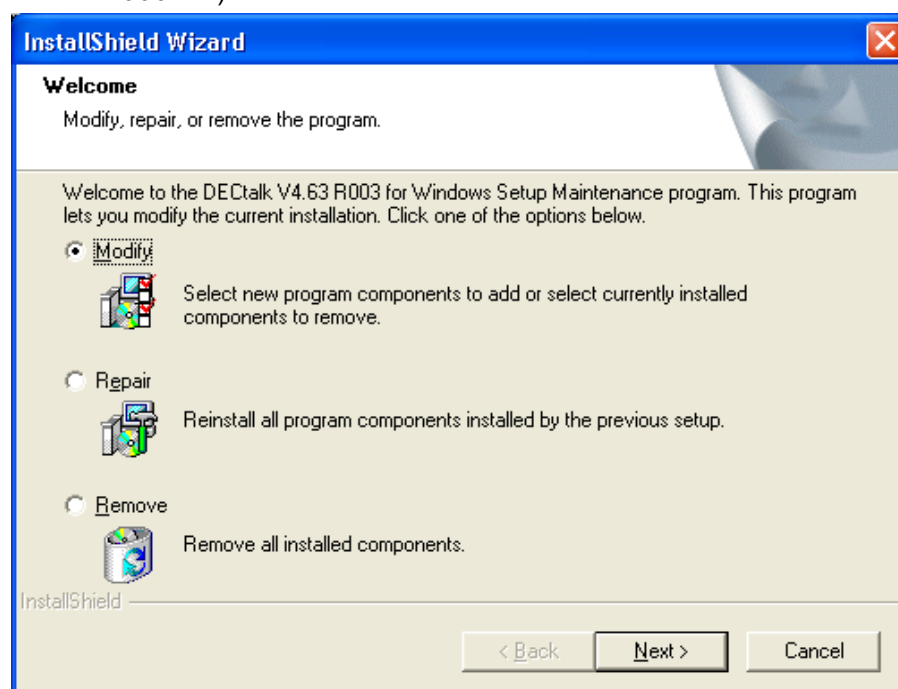 InstallShield Wizard
Welcome
Modify, repair, or remove the program.
Welcome to the DECtalk V4.63 R003 for Windows Setup Maintenance program. This program
lets you modify the current installation. Click one of the options below.
Modify
Select new program components to add or select currently installed
components to remove.
Repair
Reinstall all program components installed by the previous setup.
Remove
Remove all installed components.
InstallShield
< Back Next > Cancel